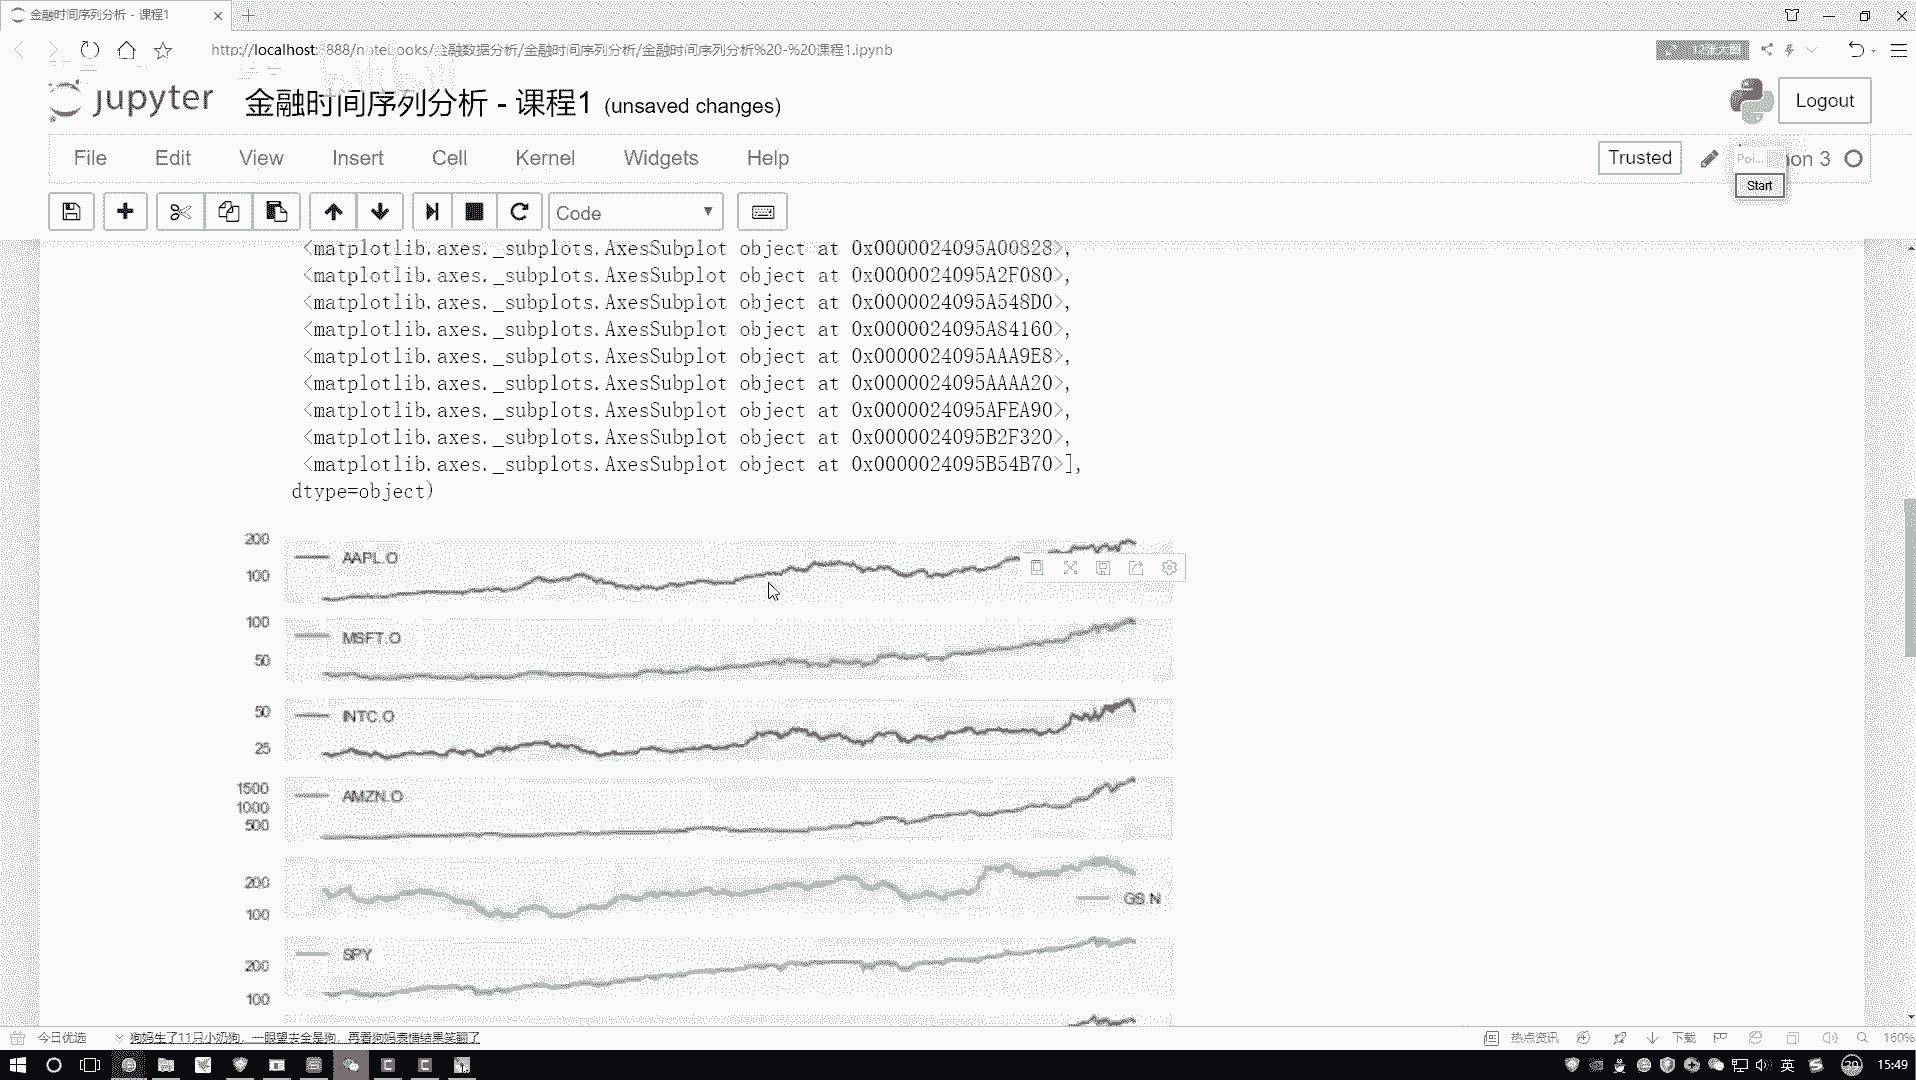 金融时间序列分析 - 课程1
http://localhost:8888/notebooks/金融数据分析/金融时间序列分析/金融时间序列分析%20-%20课程1.ipynb
12张大图
jupyter 金融时间序列分析 - 课程1 (unsaved changes)
Logout
File Edit View Insert Cell Kernel Widgets Help
Trusted
Poi...
on 3
Start
Code
<matplotlib.axes._subplots.AxesSubplot object at 0x0000024095A00828>,
<matplotlib.axes._subplots.AxesSubplot object at 0x0000024095A2F080>,
<matplotlib.axes._subplots.AxesSubplot object at 0x0000024095A548D0>,
<matplotlib.axes._subplots.AxesSubplot object at 0x0000024095A84160>,
<matplotlib.axes._subplots.AxesSubplot object at 0x0000024095AAA9E8>,
<matplotlib.axes._subplots.AxesSubplot object at 0x0000024095AAAA20>,
<matplotlib.axes._subplots.AxesSubplot object at 0x0000024095AFEA90>,
<matplotlib.axes._subplots.AxesSubplot object at 0x0000024095B2F320>,
<matplotlib.axes._subplots.AxesSubplot object at 0x0000024095B54B70>],
dtype=object)
200
AAPL.O
100
100
MSFT.O
50
50
INTC.O
25
1500
AMZN.O
1000
500
200
GS.N
100
SPY
200
100
今日优选
狗妈生了11只小奶狗，一眼望去全是狗，再看狗妈表情结果笑翻了
热点资讯
下载
160%
英
29
15:49